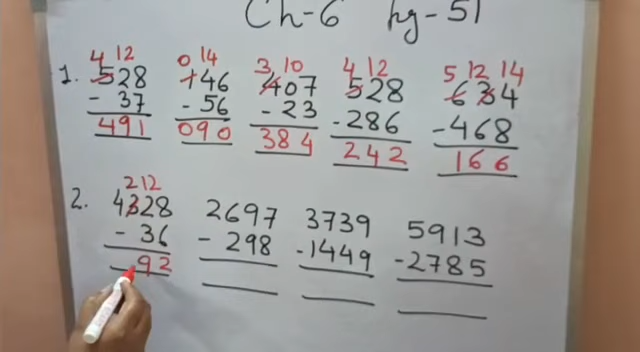 Ch-6 pg-51
4 12 0 14 3 10 4 12 5 12 14
1. 528 146 407 528 634
- 37 - 56 - 23 - 286 - 468
491 090 384 242 166
2 12
2. 4328 2697 3739 5913
- 36 - 298 - 1449 - 2785
92